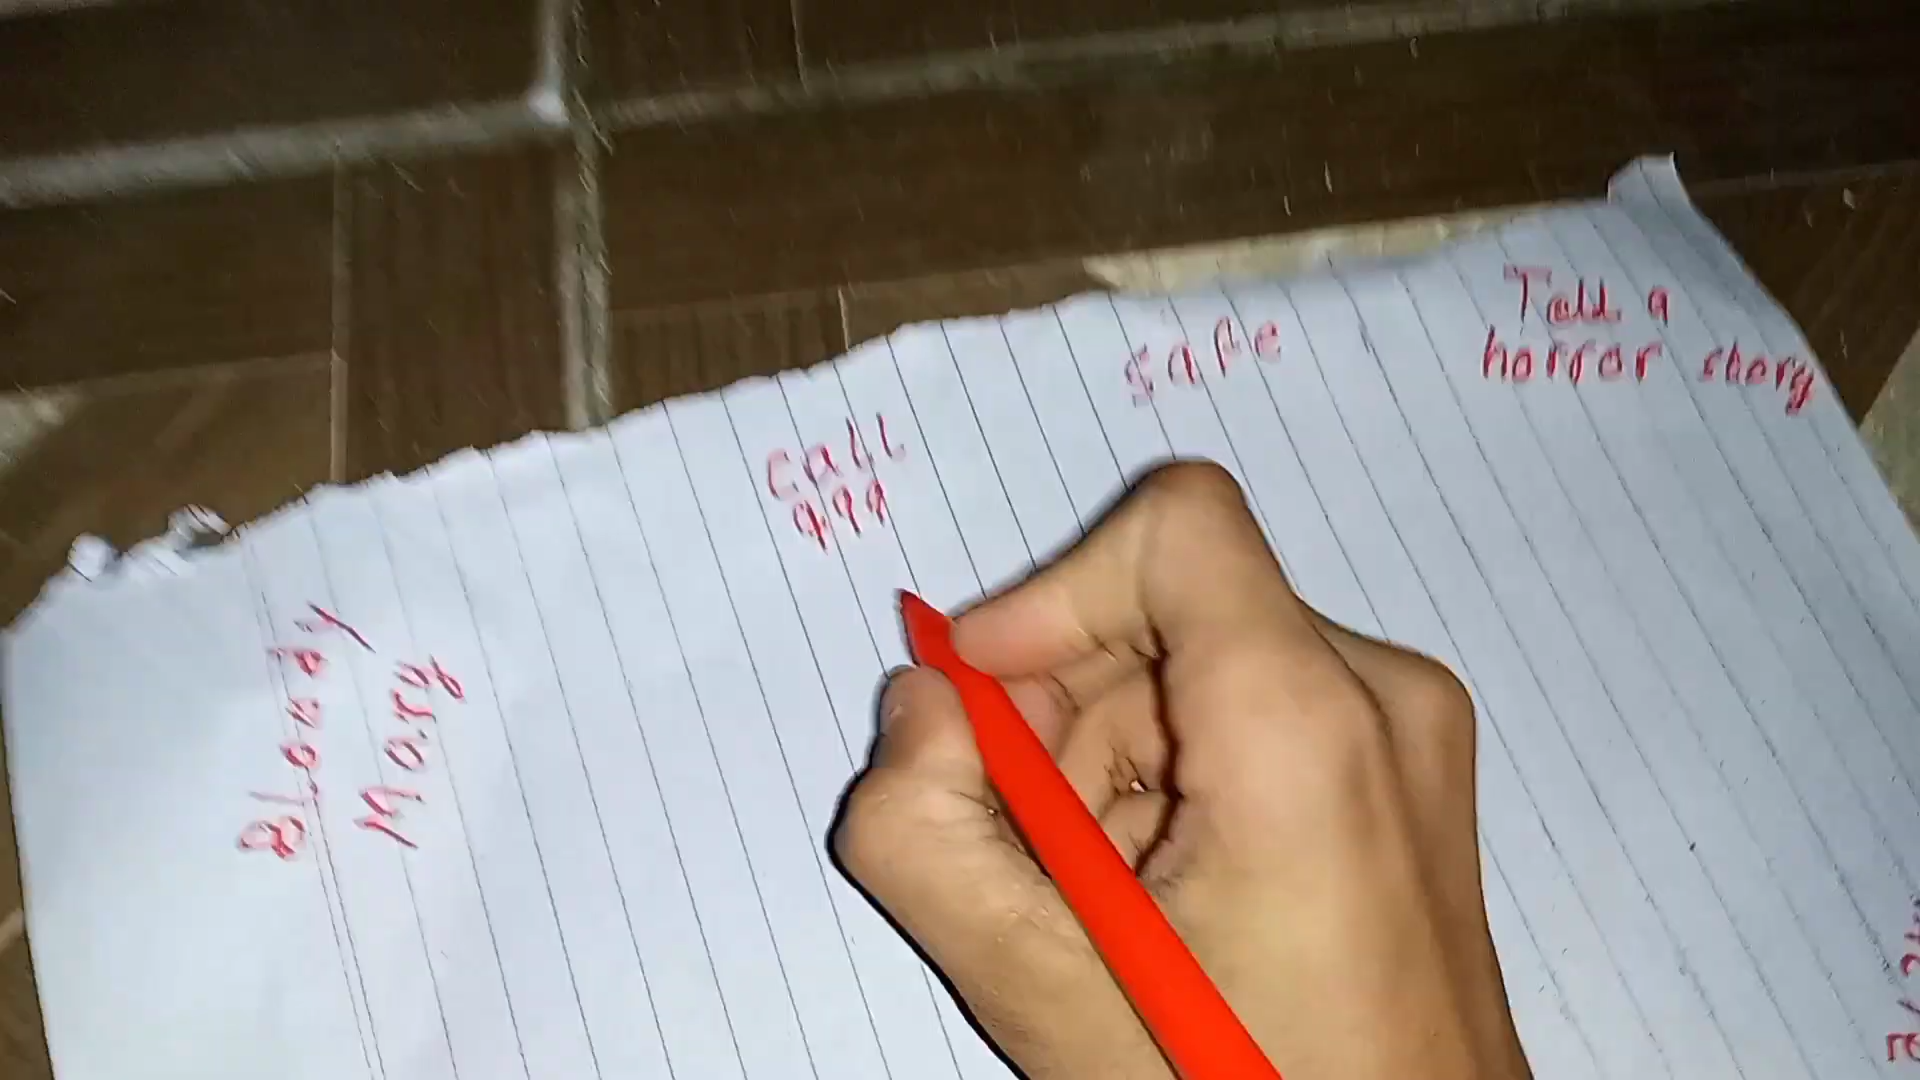 Bloody
Mary
call
999
safe
Tell a
horror story